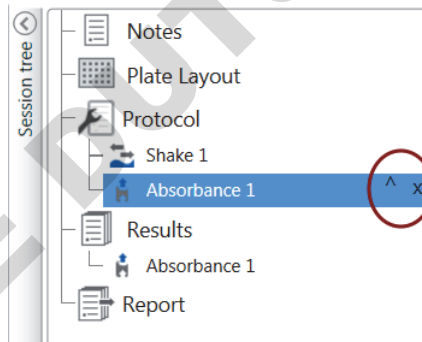 Session tree
Notes
Plate Layout
Protocol
Shake 1
Absorbance 1 ^ x
Results
Absorbance 1
Report